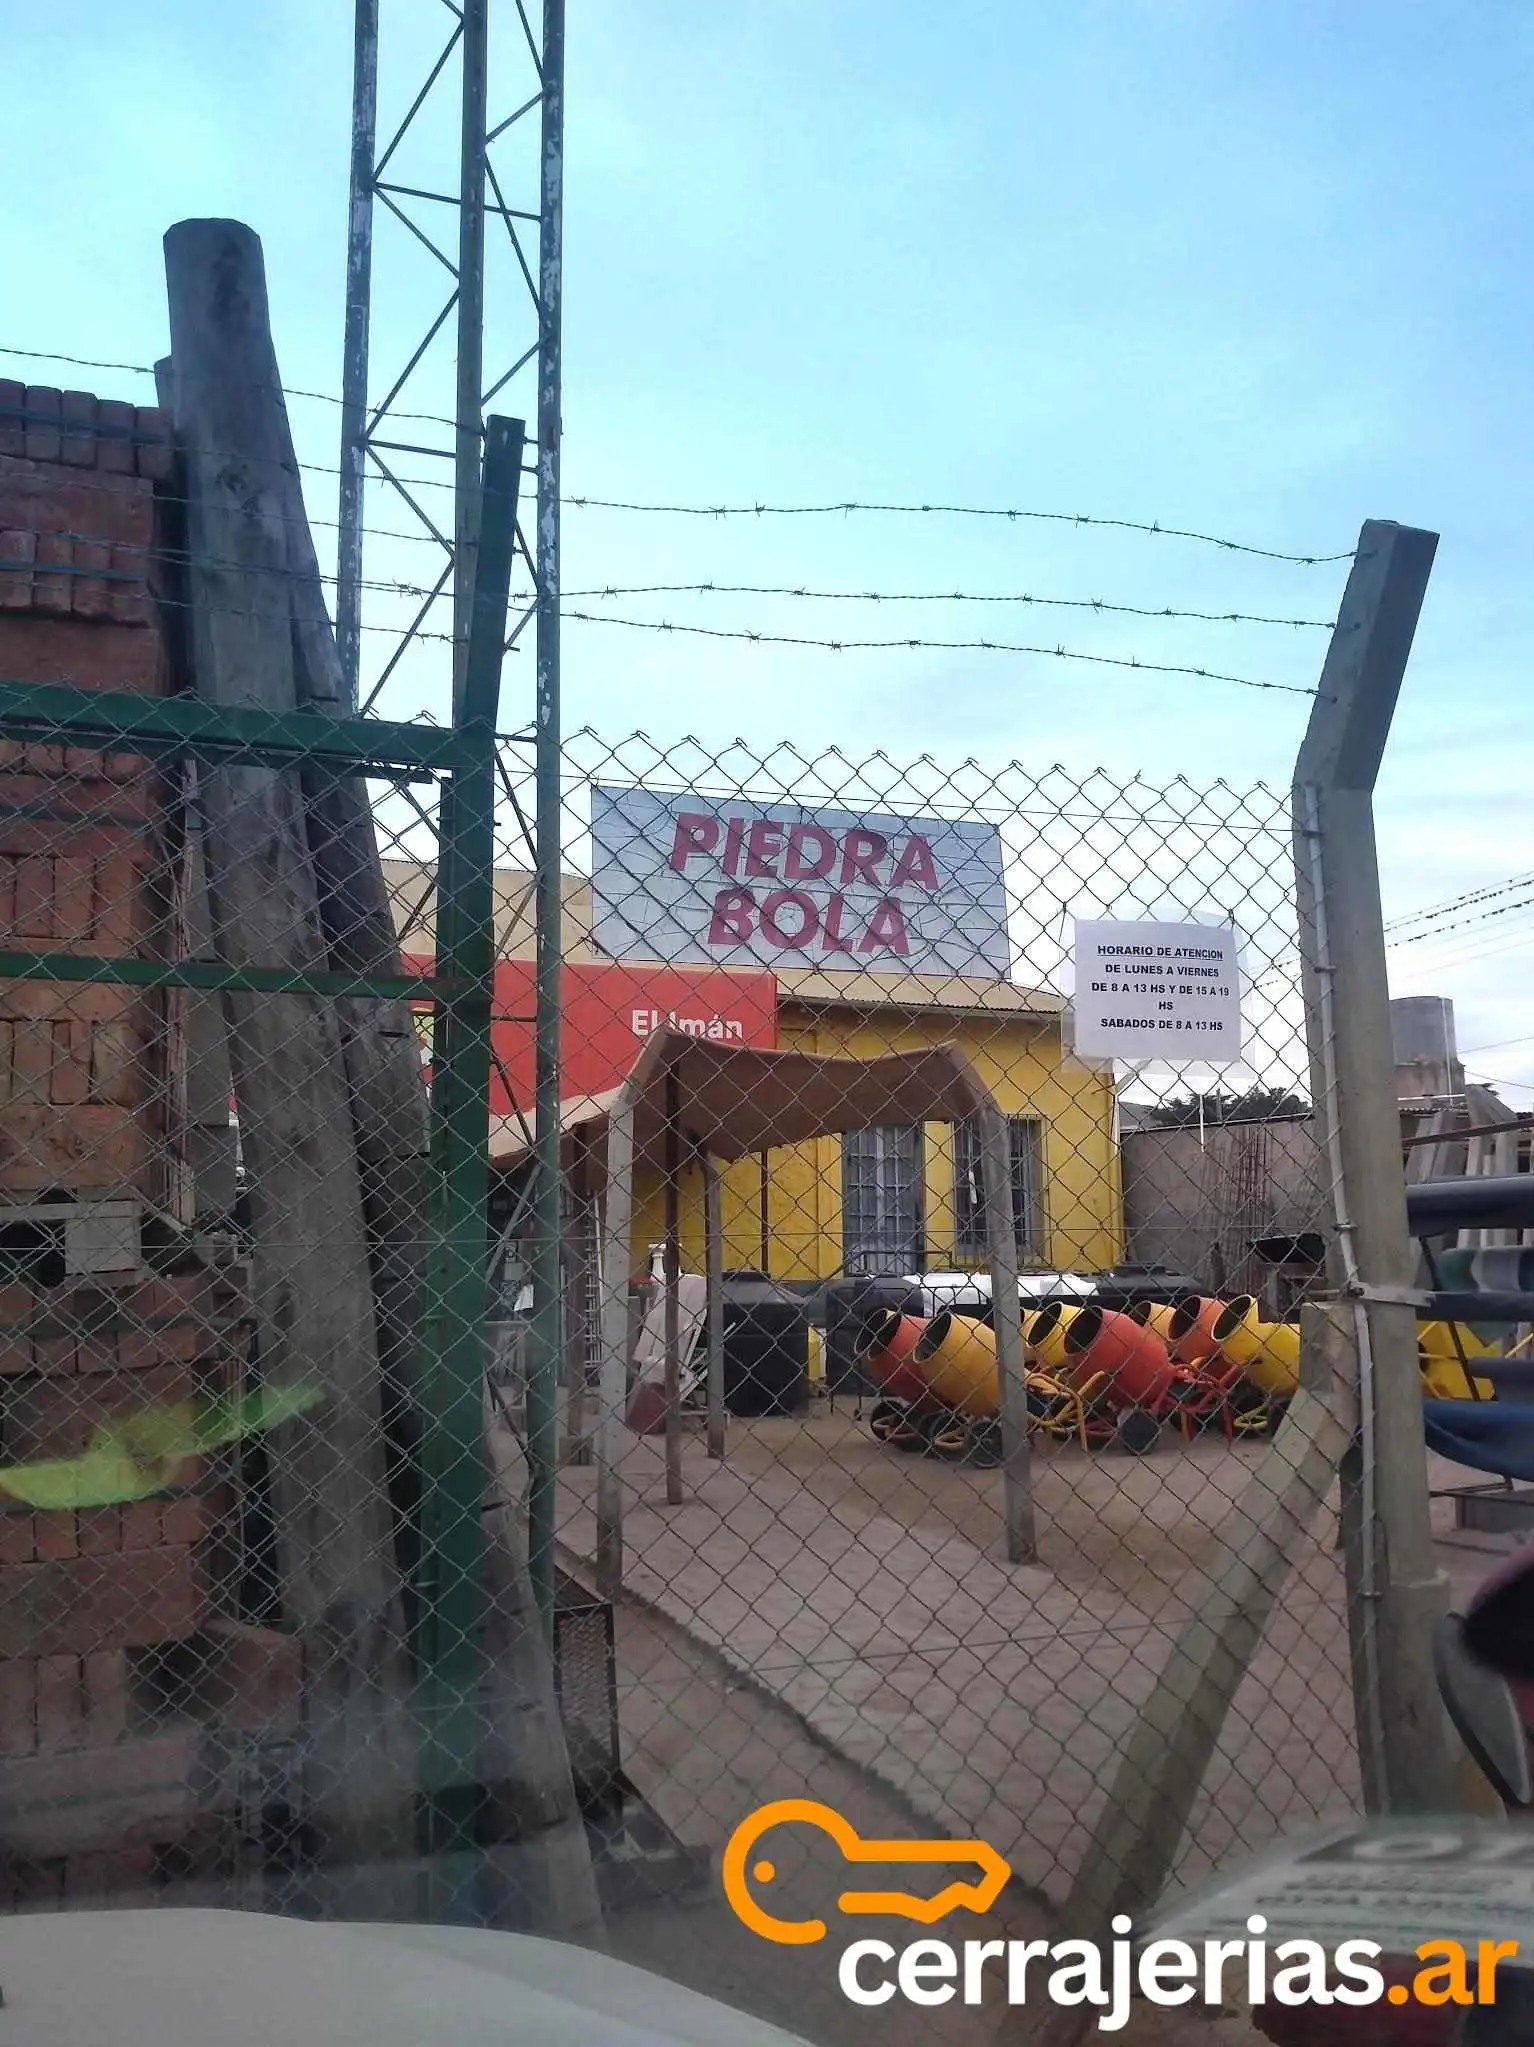 PIEDRA
BOLA
El Imán
HORARIO DE ATENCION
DE LUNES A VIERNES
DE 8 A 13 HS Y DE 15 A 19
HS
SABADOS DE 8 A 13 HS
cerrajerias.ar